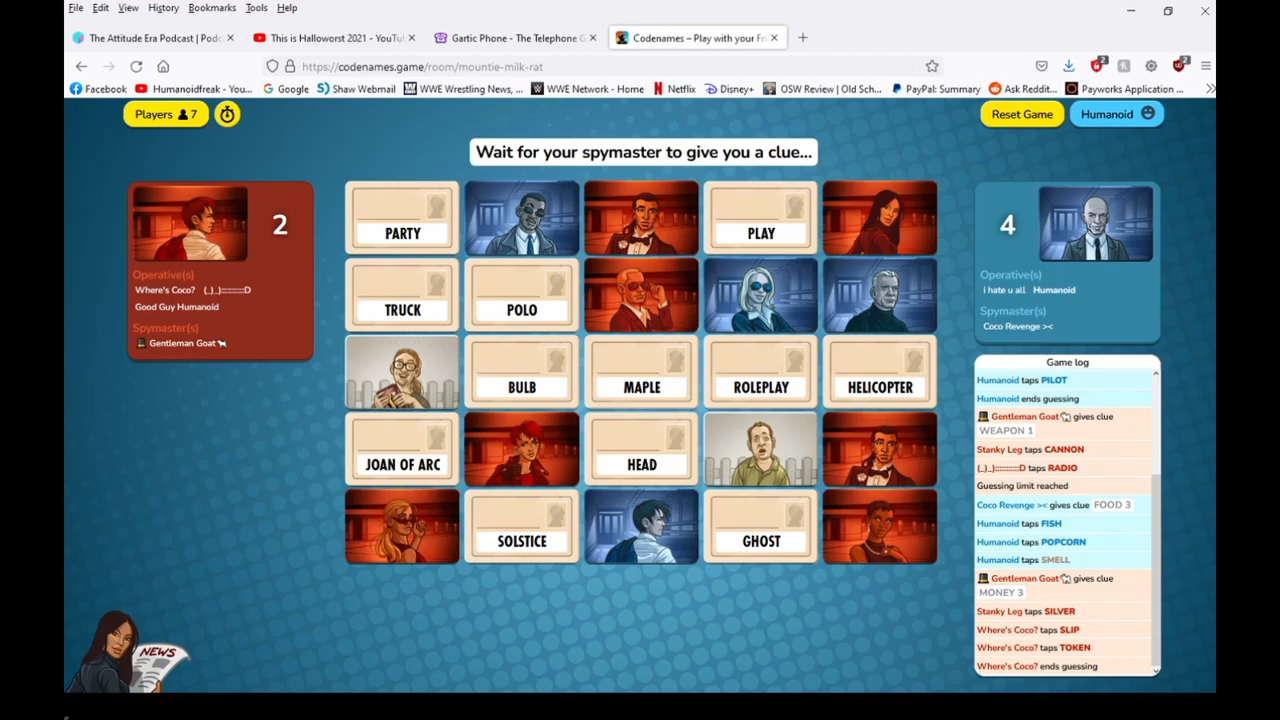 File Edit View History Bookmarks Tools Help
The Attitude Era Podcast | Podc
This is Halloworst 2021 - YouTu
Gartic Phone - The Telephone G
Codenames – Play with your Fri
https://codenames.game/room/mountie-milk-rat
Facebook Humanoidfreak - You... Google Shaw Webmail WWE Wrestling News, ... WWE Network - Home Netflix Disney+ OSW Review | Old Sch... PayPal: Summary Ask Reddit... Payworks Application ...
Players 7
Reset Game
Humanoid
Wait for your spymaster to give you a clue...
2
Operative(s)
Where's Coco? (_)_):::::::::::D
Good Guy Humanoid
Spymaster(s)
Gentleman Goat
PARTY
PLAY
TRUCK
POLO
BULB
MAPLE
ROLEPLAY
HELICOPTER
JOAN OF ARC
HEAD
SOLSTICE
GHOST
4
Operative(s)
i hate u all Humanoid
Spymaster(s)
Coco Revenge ><
Game log
Humanoid taps PILOT
Humanoid ends guessing
Gentleman Goat gives clue
WEAPON 1
Stanky Leg taps CANNON
(_)_):::::::::::D taps RADIO
Guessing limit reached
Coco Revenge >< gives clue FOOD 3
Humanoid taps FISH
Humanoid taps POPCORN
Humanoid taps SMELL
Gentleman Goat gives clue
MONEY 3
Stanky Leg taps SILVER
Where's Coco? taps SLIP
Where's Coco? taps TOKEN
Where's Coco? ends guessing
NEWS